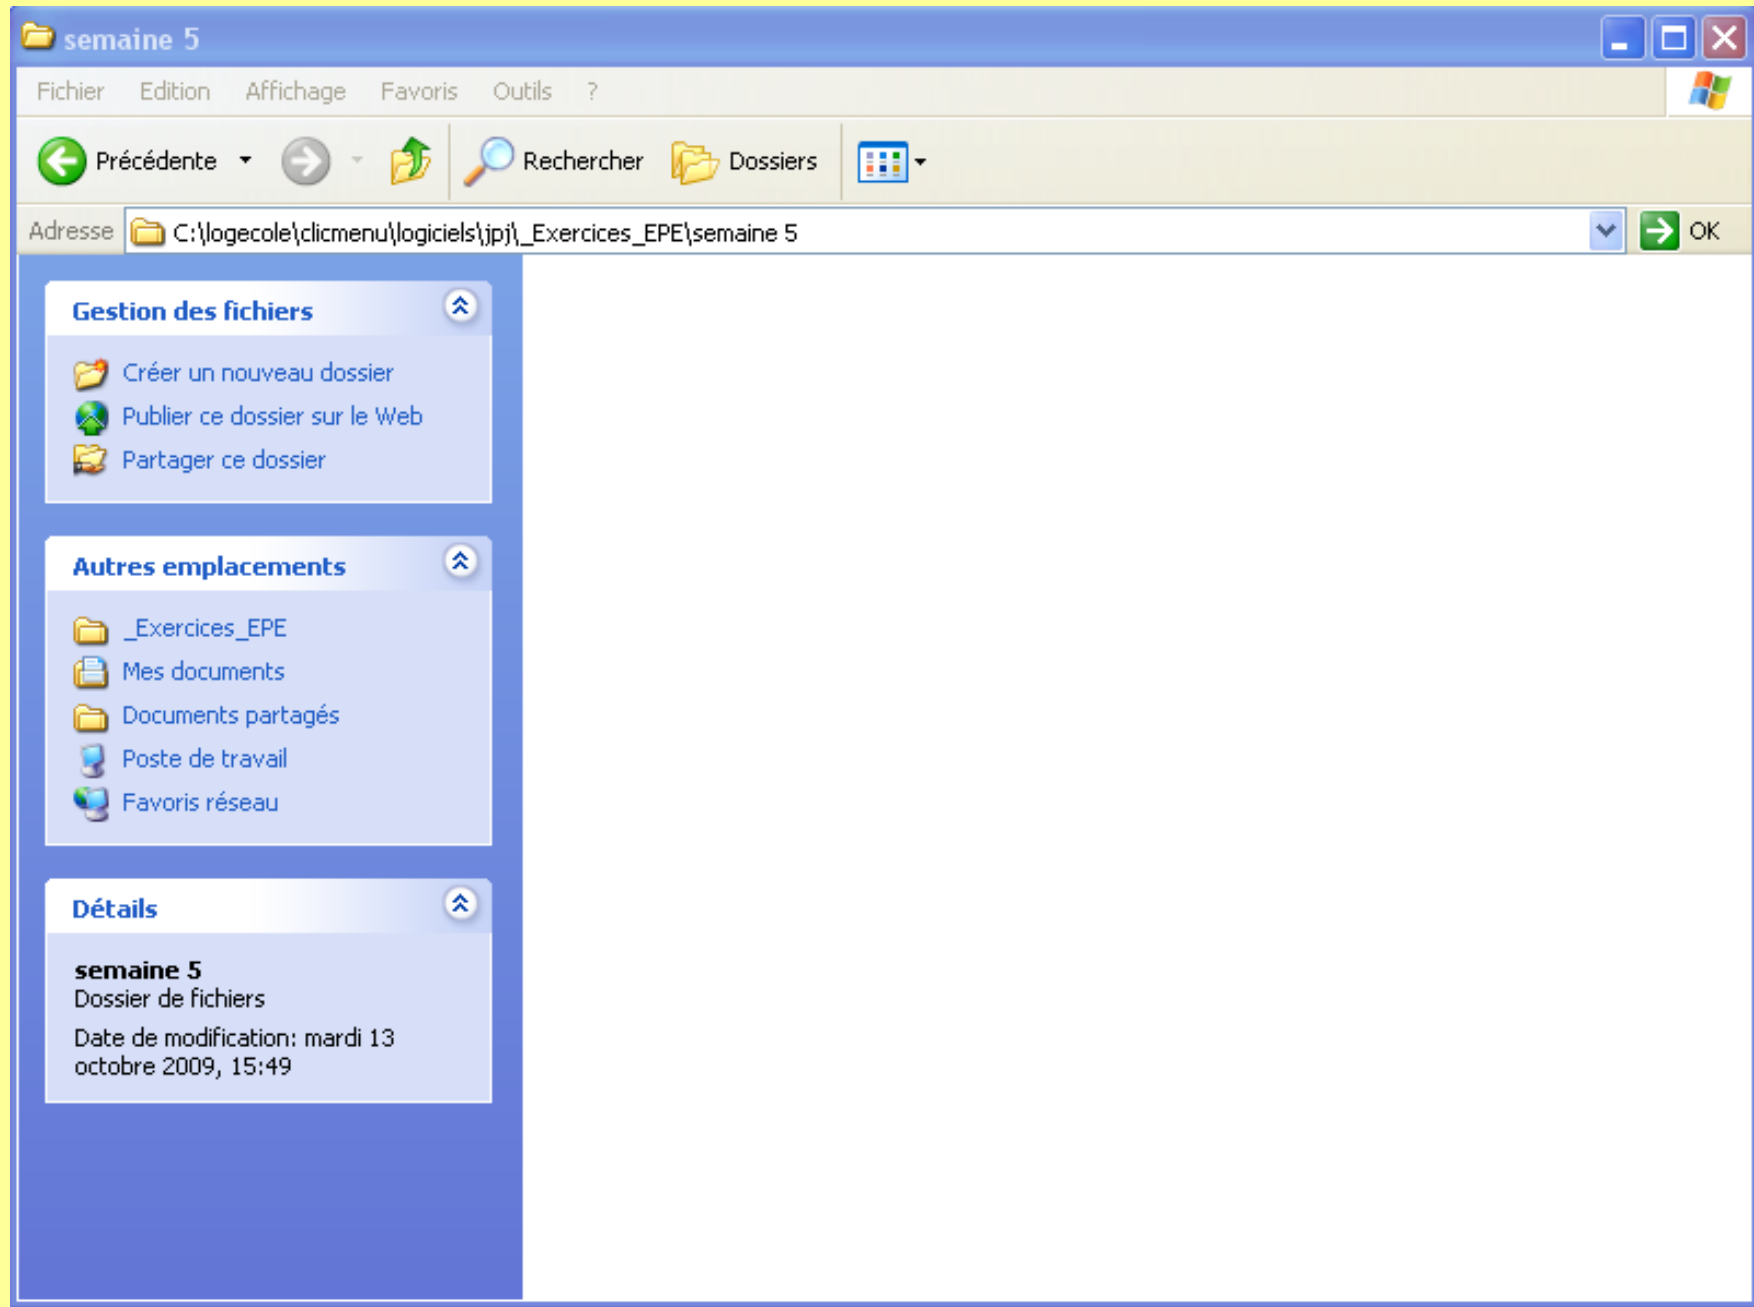 semaine 5
Fichier Edition Affichage Favoris Outils ?
Précédente Rechercher Dossiers
Adresse C:\logecole\clicmenu\logiciels\jpj\_Exercices_EPE\semaine 5 OK
Gestion des fichiers
Créer un nouveau dossier
Publier ce dossier sur le Web
Partager ce dossier
Autres emplacements
_Exercices_EPE
Mes documents
Documents partagés
Poste de travail
Favoris réseau
Détails
semaine 5
Dossier de fichiers
Date de modification: mardi 13
octobre 2009, 15:49